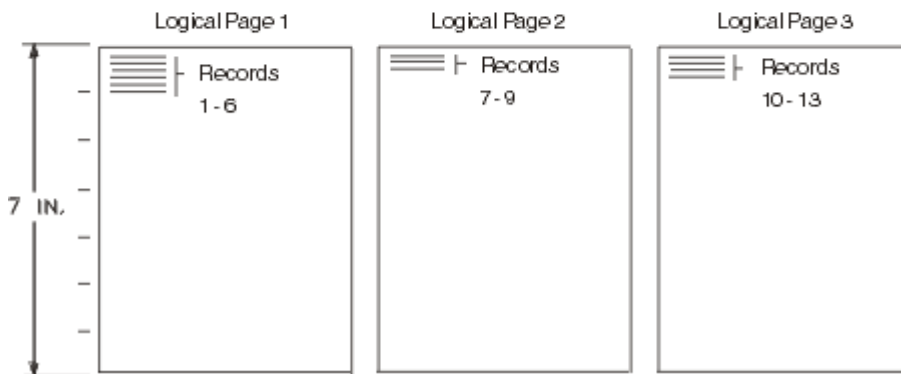 Logical Page 1
Logical Page 2
Logical Page 3
Records
1 - 6
Records
7 - 9
Records
10 - 13
7 IN.